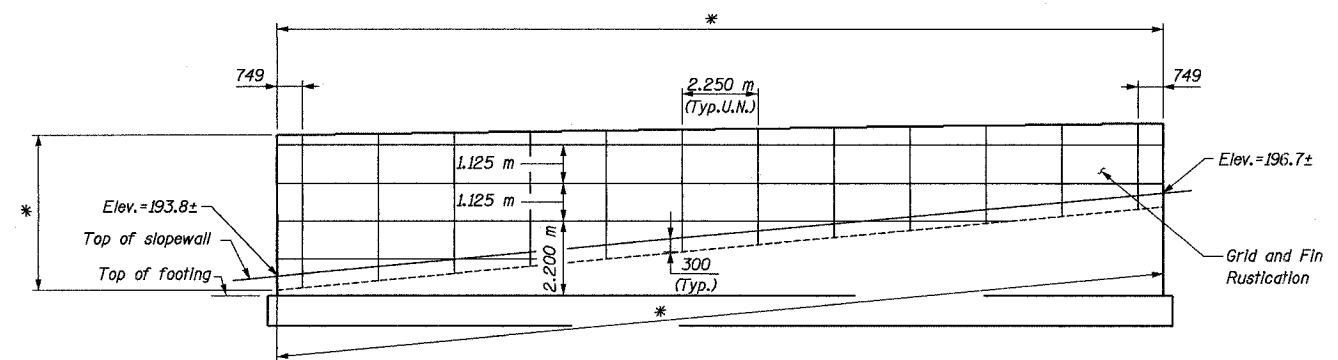 *
749
2.250 m
(Typ.U.N.)
749
1.125 m
Elev.=196.7±
*
Elev.=193.8±
1.125 m
Top of slopewall
2.200 m
Top of footing
300
(Typ.)
Grid and Fin
Rustication
*